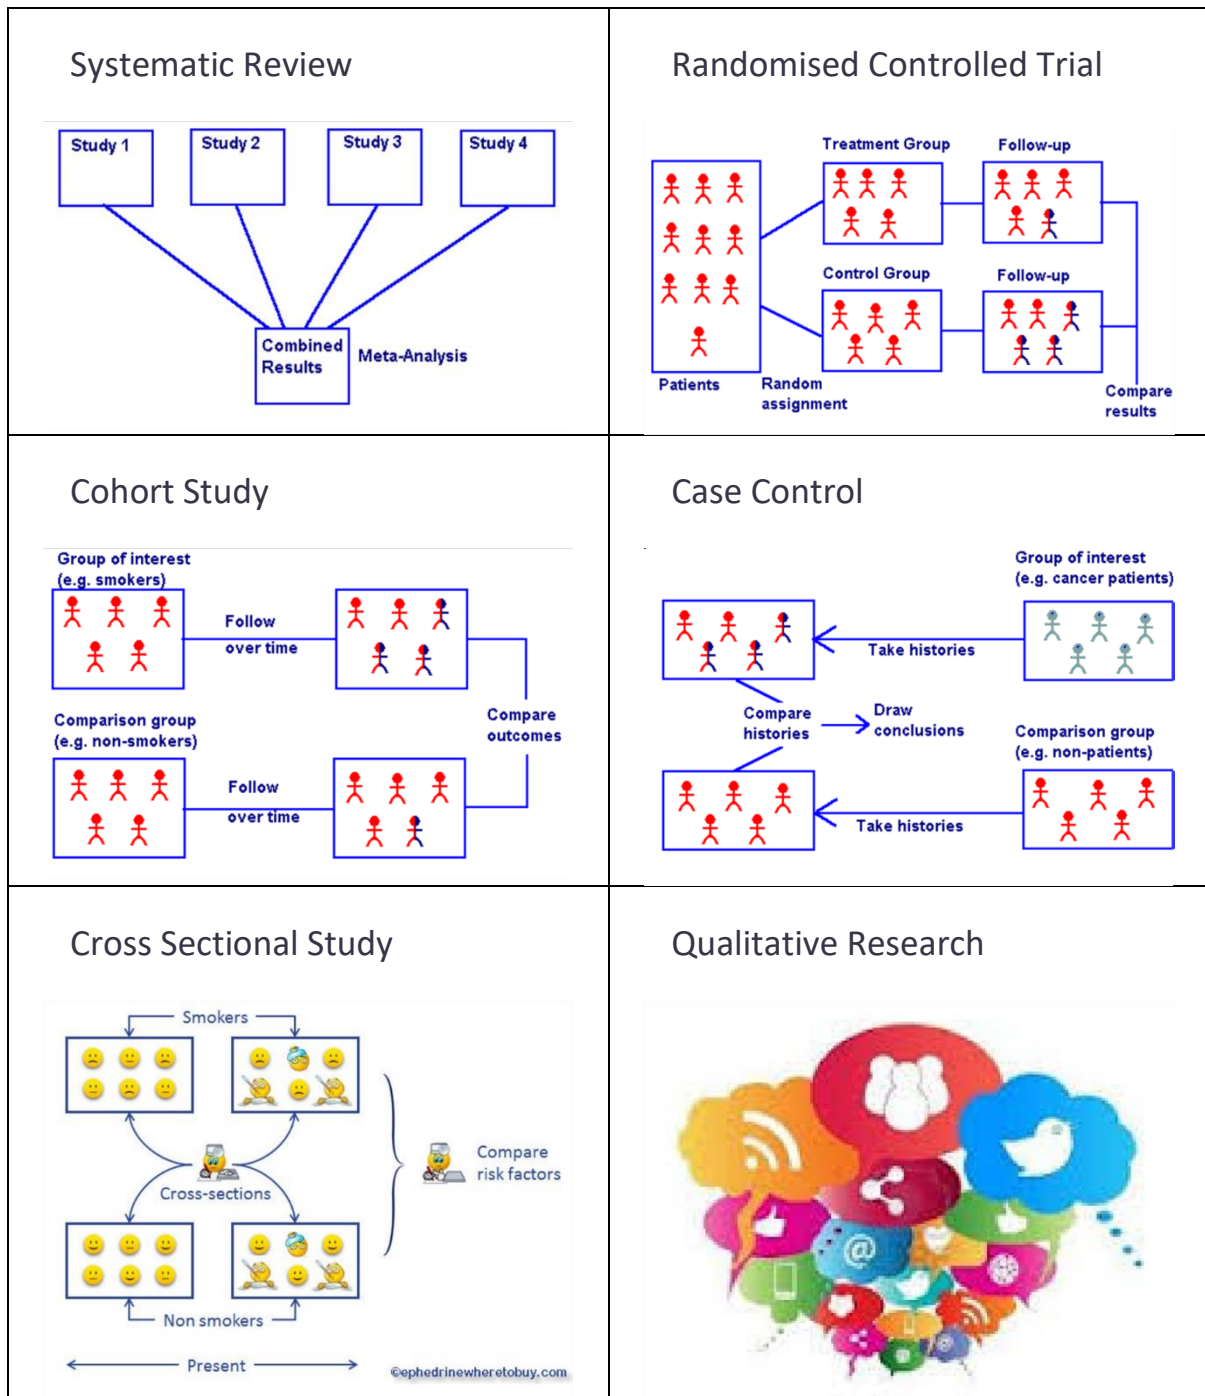 Systematic Review
Study 1
Study 2
Study 3
Study 4
Combined
Results
Meta-Analysis
Randomised Controlled Trial
Treatment Group
Follow-up
Control Group
Follow-up
Patients
Random
assignment
Compare
results
Cohort Study
Group of interest
(e.g. smokers)
Follow
over time
Comparison group
(e.g. non-smokers)
Follow
over time
Compare
outcomes
Case Control
Group of interest
(e.g. cancer patients)
Take histories
Compare
histories
Draw
conclusions
Comparison group
(e.g. non-patients)
Take histories
Cross Sectional Study
Smokers
Cross-sections
Compare
risk factors
Non smokers
Present
©ephedrinewheretobuy.com
Qualitative Research
@
@
@